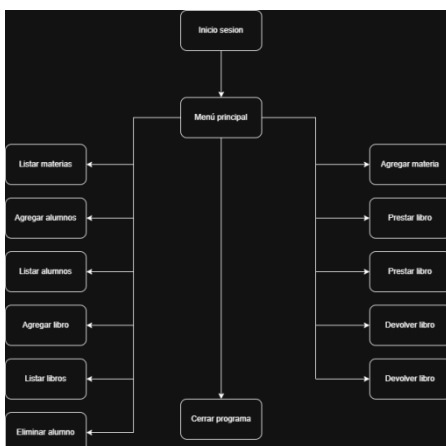 Inicio sesion
Menú principal
Listar materias
Agregar materia
Agregar alumnos
Prestar libro
Listar alumnos
Prestar libro
Agregar libro
Devolver libro
Listar libros
Devolver libro
Cerrar programa
Eliminar alumno